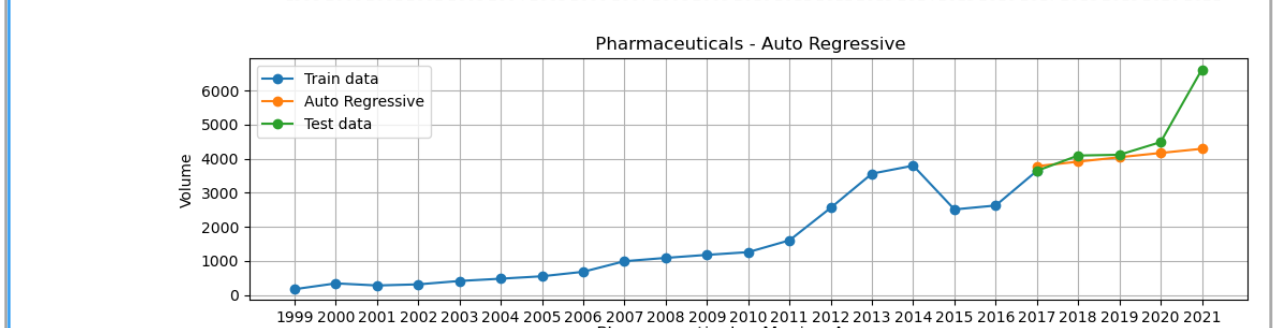 Pharmaceuticals - Auto Regressive
Train data
Auto Regressive
Test data
6000
5000
4000
3000
2000
1000
0
Volume
1999 2000 2001 2002 2003 2004 2005 2006 2007 2008 2009 2010 2011 2012 2013 2014 2015 2016 2017 2018 2019 2020 2021